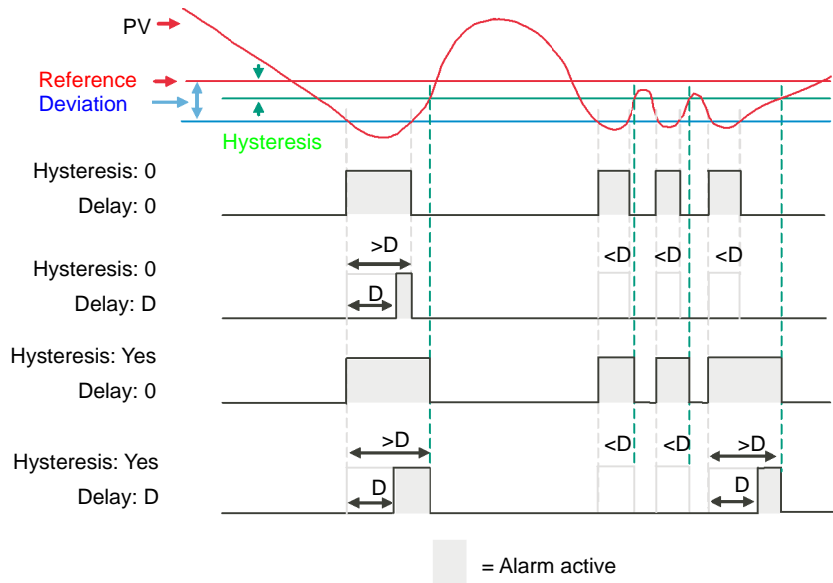 PV
Reference
Deviation
Hysteresis
Hysteresis: 0
Delay: 0
>D
<D <D <D
Hysteresis: 0
D
Delay: D
Hysteresis: Yes
Delay: 0
>D
<D <D >D
Hysteresis: Yes
D D
Delay: D
= Alarm active